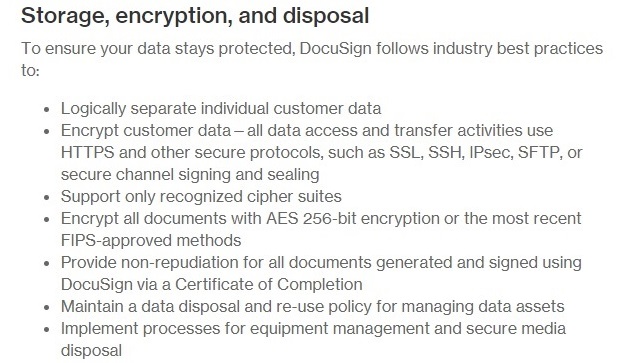 Storage, encryption, and disposal
To ensure your data stays protected, DocuSign follows industry best practices
to:
• Logically separate individual customer data
• Encrypt customer data – all data access and transfer activities use
HTTPS and other secure protocols, such as SSL, SSH, IPsec, SFTP, or
secure channel signing and sealing
• Support only recognized cipher suites
• Encrypt all documents with AES 256-bit encryption or the most recent
FIPS-approved methods
• Provide non-repudiation for all documents generated and signed using
DocuSign via a Certificate of Completion
• Maintain a data disposal and re-use policy for managing data assets
• Implement processes for equipment management and secure media
disposal